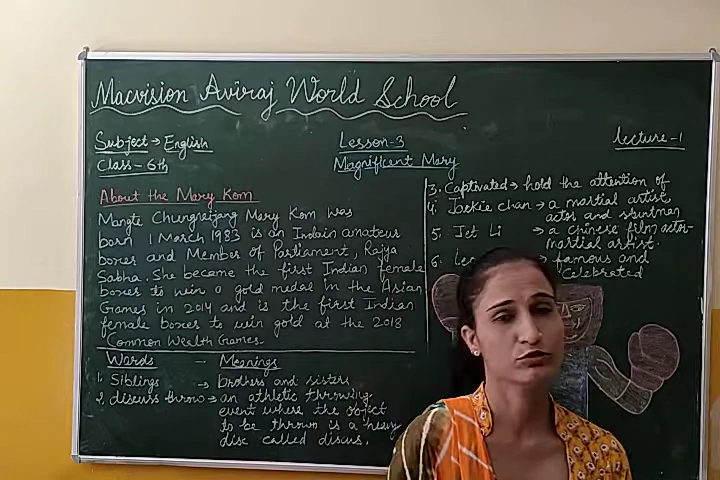 Macvision Aviraj World School
Subject → English
Class - 6th
Lesson-3
Magnificent Mary
Lecture-1
About the Mary Kom
Mangte Chungneijang Mary Kom was
born 1 March 1983 is an Indain amateus
boxes and Member of Parliament, Rajya
Sabha. She became the first Indian female
boxes to win a gold medal in the Asian
Games in 2014 and is the first Indian
female boxes to win gold at the 2018
Common Wealth Games.
Words - Meanings
1. Siblings → brothers and sisters
2. discuss throw → an athletic throwing
event where the object
to be thrown is a heavy
disc called discus.
3. Captivated → hold the attention of
4. Jackie chan → a martial artist,
actor and stuntmen
5. Jet Li → a chinese film actor-
martial artist.
6. → famous and
Celebrated